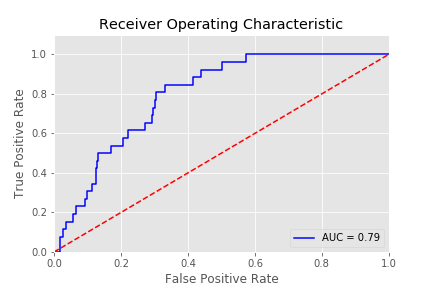 Receiver Operating Characteristic
True Positive Rate
1.0
0.8
0.6
0.4
0.2
0.0
AUC = 0.79
0.0 0.2 0.4 0.6 0.8 1.0
False Positive Rate